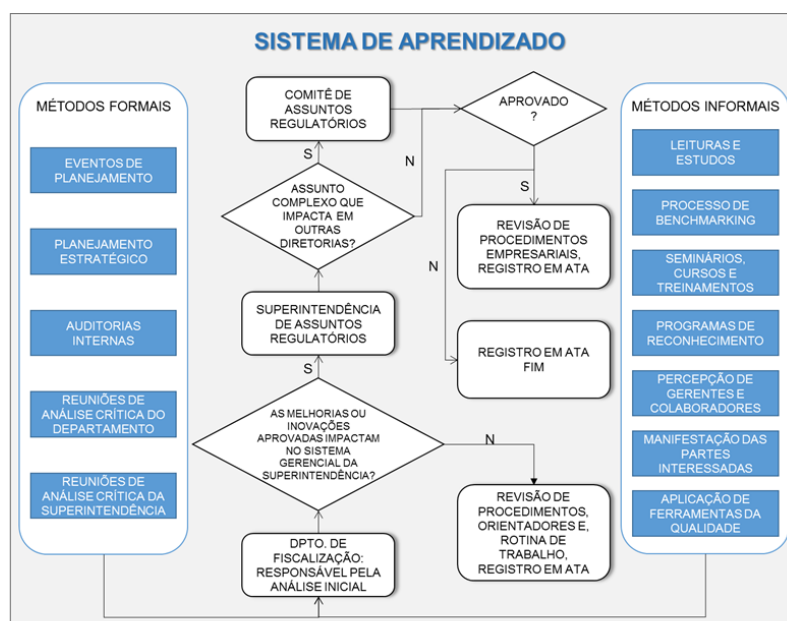 SISTEMA DE APRENDIZADO
MÉTODOS FORMAIS
EVENTOS DE
PLANEJAMENTO
PLANEJAMENTO
ESTRATÉGICO
AUDITORIAS
INTERNAS
REUNIÕES DE
ANÁLISE CRÍTICA DO
DEPARTAMENTO
REUNIÕES DE
ANÁLISE CRÍTICA DA
SUPERINTENDÊNCIA
COMITÊ DE
ASSUNTOS
REGULATÓRIOS
S
N
ASSUNTO
COMPLEXO QUE
IMPACTA EM
OUTRAS
DIRETORIAS?
SUPERINTENDÊNCIA
DE ASSUNTOS
REGULATÓRIOS
S
AS MELHORIAS OU
INOVAÇÕES
APROVADAS IMPACTAM
NO SISTEMA
GERENCIAL DA
SUPERINTENDÊNCIA?
N
DPTO. DE
FISCALIZAÇÃO:
RESPONSÁVEL PELA
ANÁLISE INICIAL
APROVADO
?
S
N
REVISÃO DE
PROCEDIMENTOS
EMPRESARIAIS,
REGISTRO EM ATA
REGISTRO EM ATA
FIM
REVISÃO DE
PROCEDIMENTOS,
ORIENTADORES E,
ROTINA DE
TRABALHO,
REGISTRO EM ATA
MÉTODOS INFORMAIS
LEITURAS E
ESTUDOS
PROCESSO DE
BENCHMARKING
SEMINÁRIOS,
CURSOS E
TREINAMENTOS
PROGRAMAS DE
RECONHECIMENTO
PERCEPÇÃO DE
GERENTES E
COLABORADORES
MANIFESTAÇÃO DAS
PARTES
INTERESSADAS
APLICAÇÃO DE
FERRAMENTAS DA
QUALIDADE